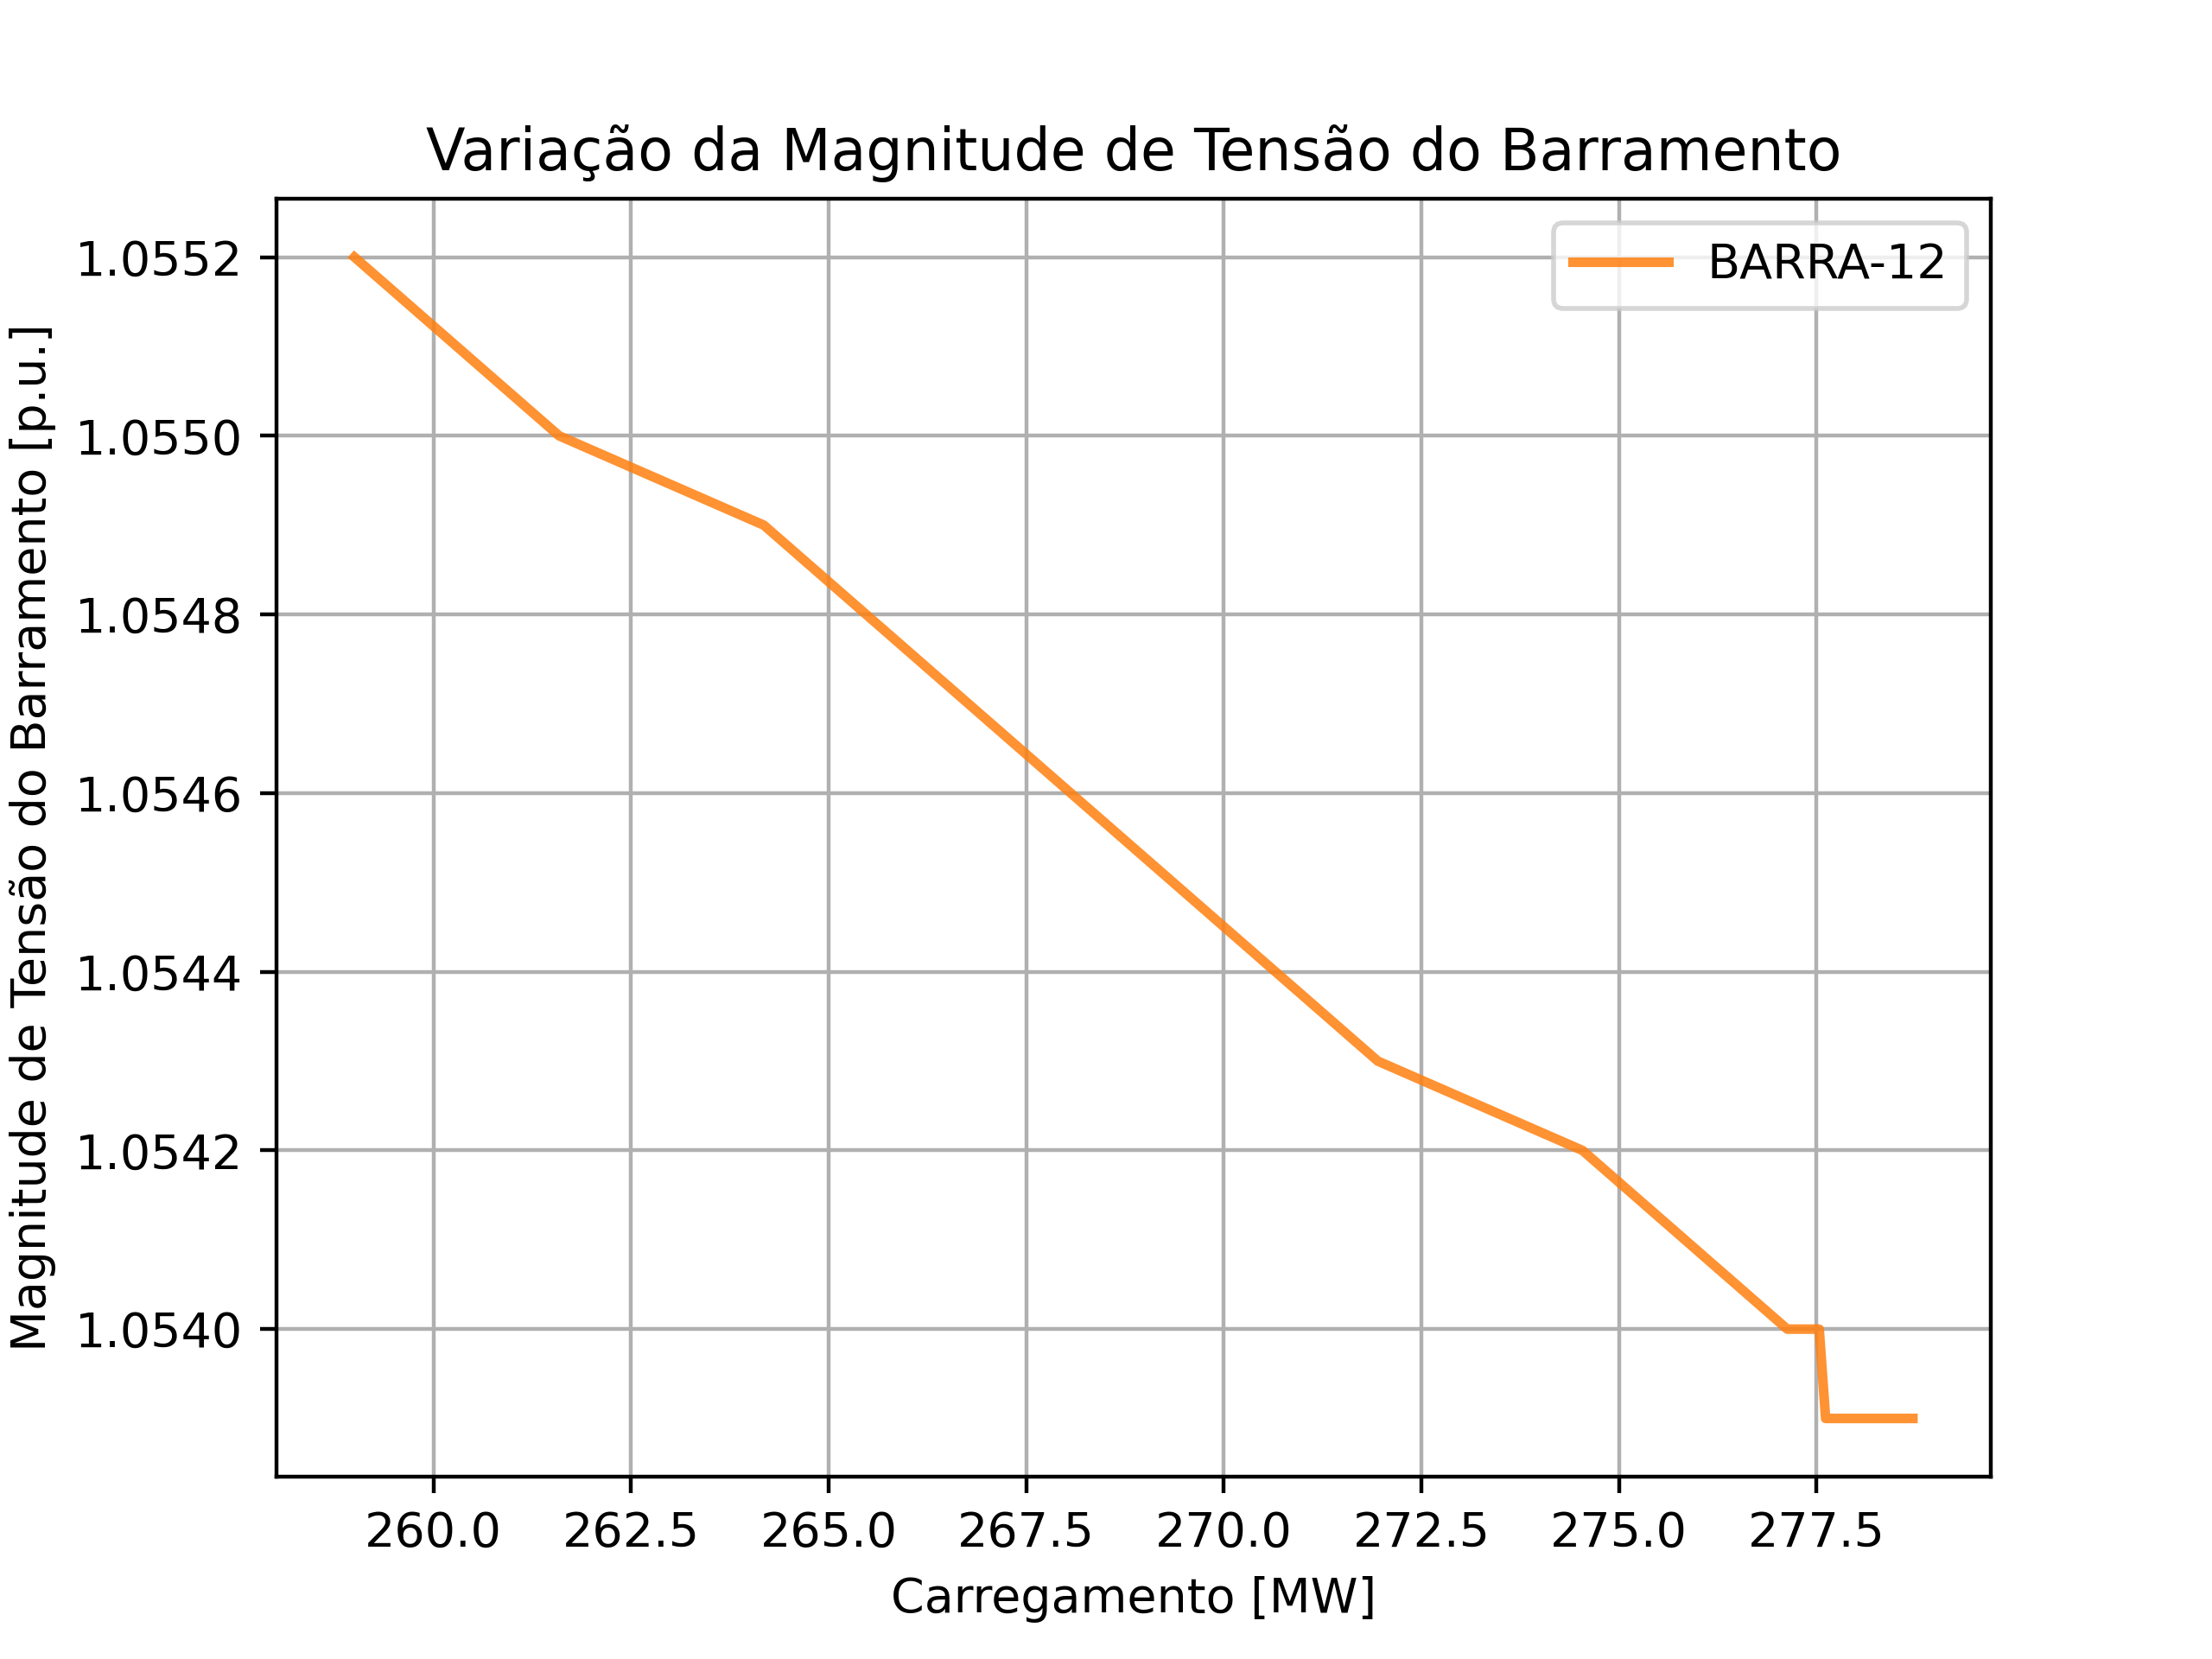 Variação da Magnitude de Tensão do Barramento
BARRA-12
Magnitude de Tensão do Barramento [p.u.]
1.0552
1.0550
1.0548
1.0546
1.0544
1.0542
1.0540
260.0 262.5 265.0 267.5 270.0 272.5 275.0 277.5
Carregamento [MW]